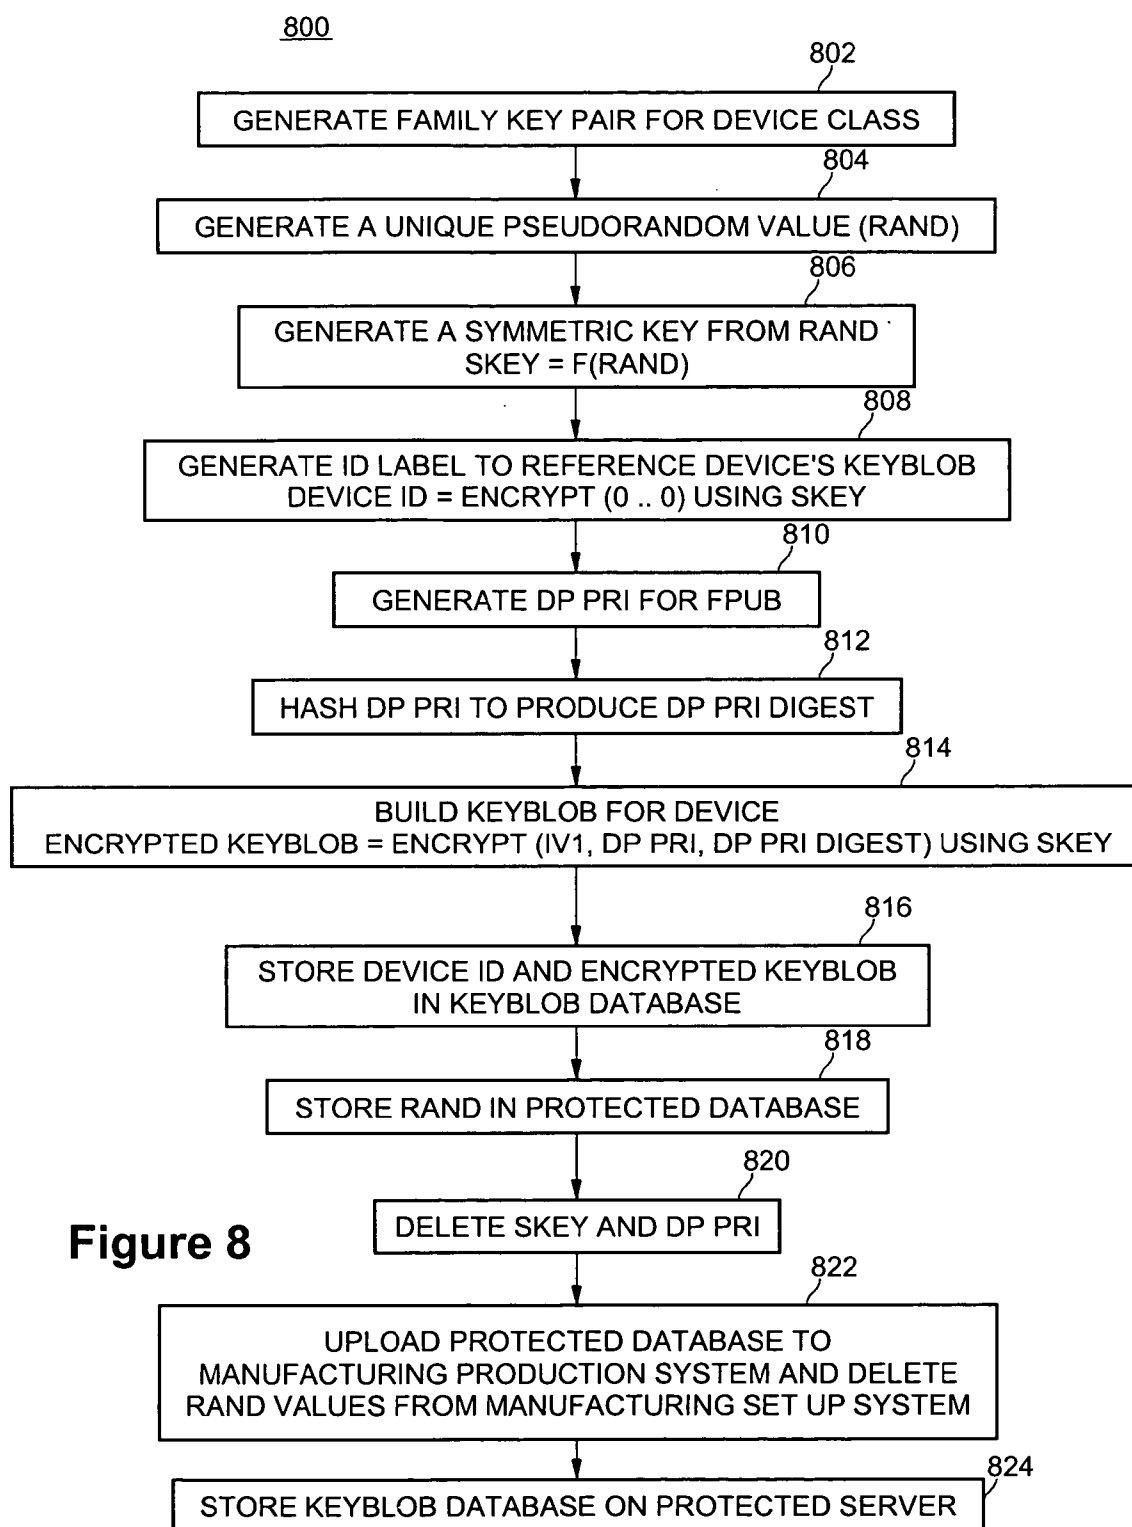 800
802
GENERATE FAMILY KEY PAIR FOR DEVICE CLASS
804
GENERATE A UNIQUE PSEUDORANDOM VALUE (RAND)
806
GENERATE A SYMMETRIC KEY FROM RAND
SKEY = F(RAND)
808
GENERATE ID LABEL TO REFERENCE DEVICE'S KEYBLOB
DEVICE ID = ENCRYPT (0 .. 0) USING SKEY
810
GENERATE DP PRI FOR FPUB
812
HASH DP PRI TO PRODUCE DP PRI DIGEST
814
BUILD KEYBLOB FOR DEVICE
ENCRYPTED KEYBLOB = ENCRYPT (IV1, DP PRI, DP PRI DIGEST) USING SKEY
816
STORE DEVICE ID AND ENCRYPTED KEYBLOB
IN KEYBLOB DATABASE
818
STORE RAND IN PROTECTED DATABASE
820
DELETE SKEY AND DP PRI
Figure 8
822
UPLOAD PROTECTED DATABASE TO
MANUFACTURING PRODUCTION SYSTEM AND DELETE
RAND VALUES FROM MANUFACTURING SET UP SYSTEM
824
STORE KEYBLOB DATABASE ON PROTECTED SERVER